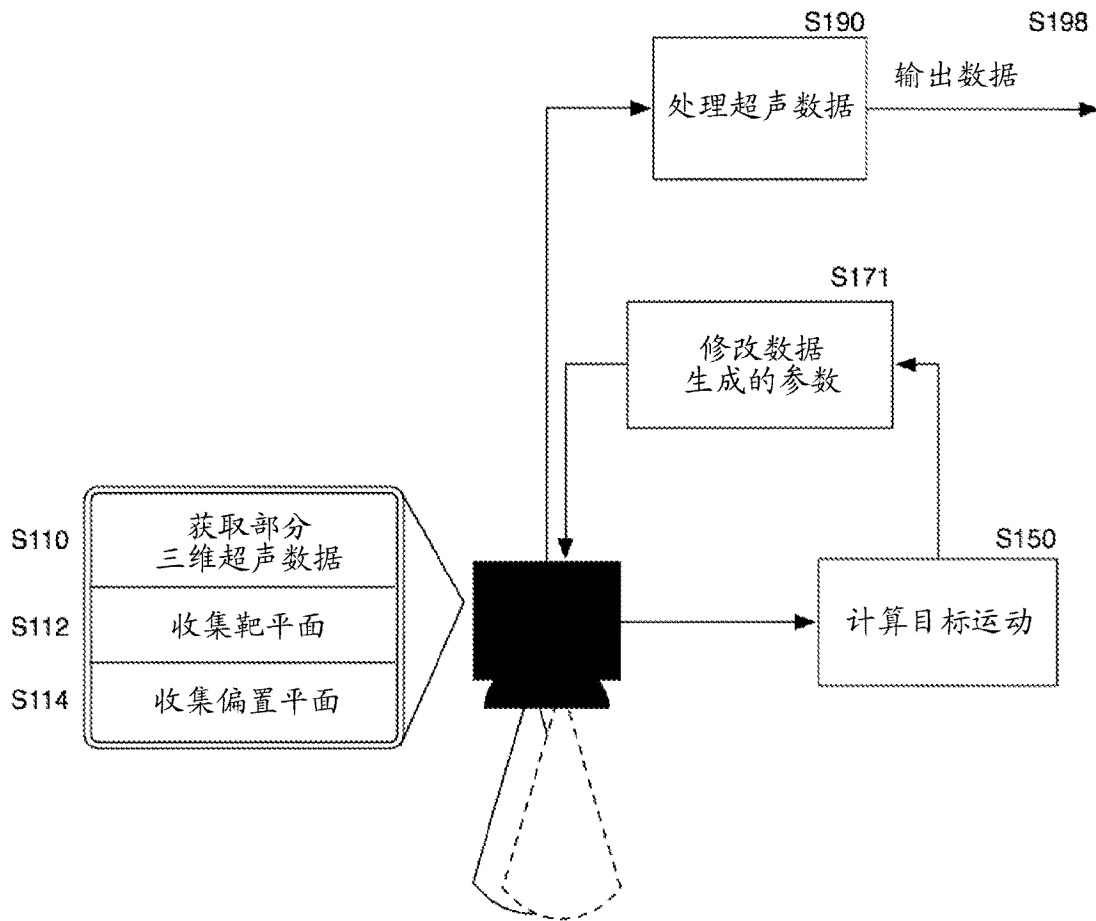 S190
S198
处理超声数据
输出数据
S171
修改数据
生成的参数
S110
获取部分
三维超声数据
S112
收集靶平面
S114
收集偏置平面
S150
计算目标运动